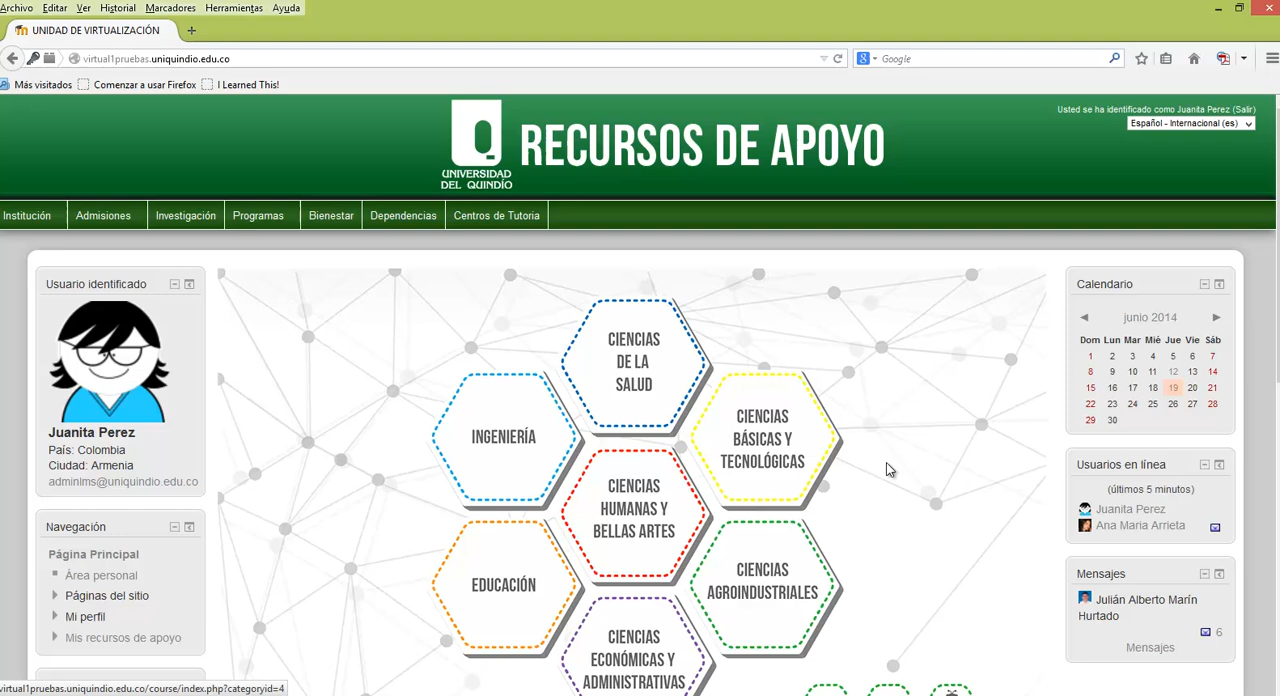 Archivo Editar Ver Historial Marcadores Herramientas Ayuda
UNIDAD DE VIRTUALIZACIÓN
virtual1pruebas.uniquindio.edu.co
Google
Más visitados Comenzar a usar Firefox I Learned This!
UNIVERSIDAD
DEL QUINDÍO
RECURSOS DE APOYO
Usted se ha identificado como Juanita Perez (Salir)
Español - Internacional (es)
Institución Admisiones Investigación Programas Bienestar Dependencias Centros de Tutoria
Usuario identificado
Juanita Perez
País: Colombia
Ciudad: Armenia
adminlms@uniquindio.edu.co
Navegación
Página Principal
Área personal
Páginas del sitio
Mi perfil
Mis recursos de apoyo
CIENCIAS
DE LA
SALUD
INGENIERÍA
CIENCIAS
BÁSICAS Y
TECNOLÓGICAS
CIENCIAS
HUMANAS Y
BELLAS ARTES
EDUCACIÓN
CIENCIAS
AGROINDUSTRIALES
CIENCIAS
ECONÓMICAS Y
ADMINISTRATIVAS
Calendario
junio 2014
Dom Lun Mar Mié Jue Vie Sáb
1 2 3 4 5 6 7
8 9 10 11 12 13 14
15 16 17 18 19 20 21
22 23 24 25 26 27 28
29 30
Usuarios en línea
(últimos 5 minutos)
Juanita Perez
Ana Maria Arrieta
Mensajes
Julián Alberto Marín
Hurtado
6
Mensajes
virtual1pruebas.uniquindio.edu.co/course/index.php?categoryid=4